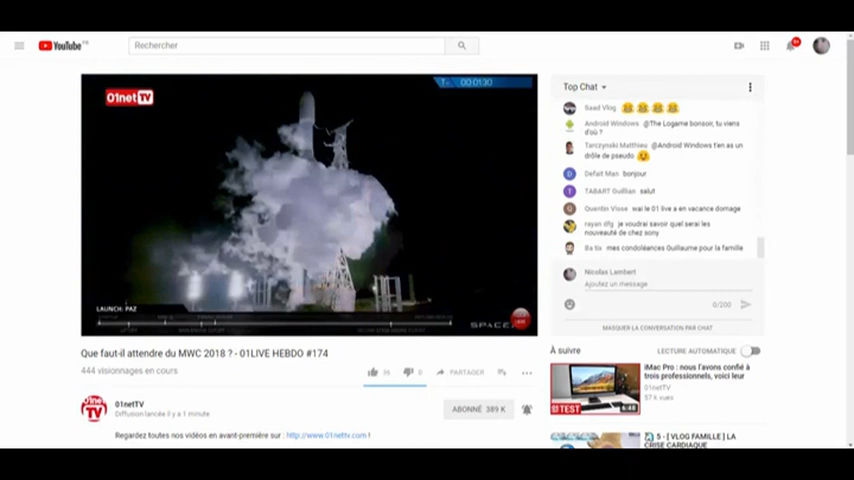 YouTube FR
Rechercher
9+
01net TV
00:01:30
LAUNCH: PAZ
SPACEX
Top Chat
Saad Vlog
Android Windows @The Logame bonsoir, tu viens
d'où ?
Tarczynski Matthieu @Android Windows t'en as un
drôle de pseudo
Defait Man bonjour
TABART Guillian salut
Quentin Visse wai le 01 live a en vacance domage
rayan dfg je voudrai savoir quel serai les
nouveauté de chez sony
Ba tix mes condoléances Guillaume pour la famille
Nicolas Lambert
Ajoutez un message
0/200
MASQUER LA CONVERSATION PAR CHAT
Que faut-il attendre du MWC 2018 ? - 01LIVE HEBDO #174
444 visionnages en cours
36
0
PARTAGER
01netTV
Diffusion lancée il y a 1 minute
ABONNÉ 389 K
Regardez toutes nos vidéos en avant-première sur : http://www.01nettv.com !
À suivre
LECTURE AUTOMATIQUE
TEST
6:48
iMac Pro : nous l'avons confié à
trois professionnels, voici leur
01netTV
57 k vues
5 - [ VLOG FAMILLE ] LA
CRISE CARDIAQUE